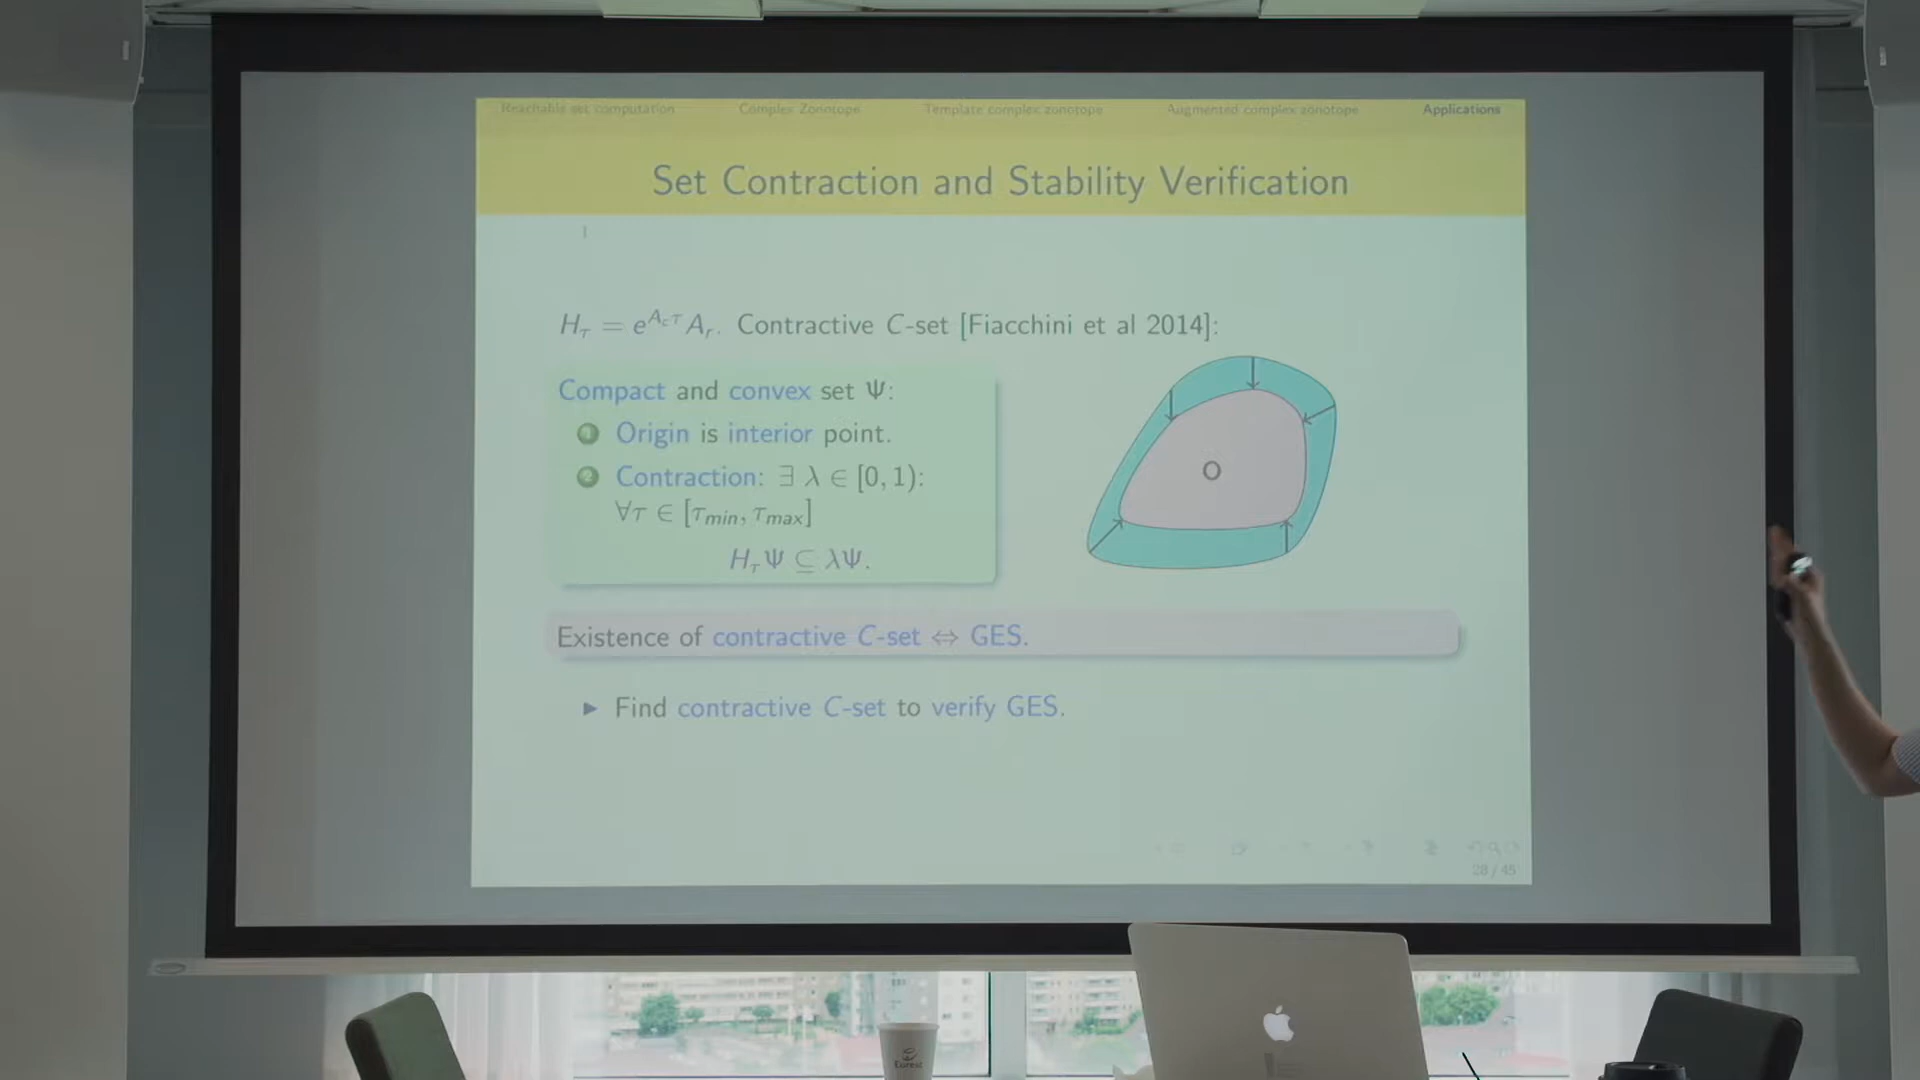 Reachable set computation Complex Zonotope Template complex zonotope Augmented complex zonotope Applications
Set Contraction and Stability Verification
H_τ = e^{A_c τ} A_r. Contractive C-set [Fiacchini et al 2014]:
Compact and convex set Ψ:
1 Origin is interior point.
2 Contraction: ∃ λ ∈ [0, 1):
∀τ ∈ [τ_min, τ_max]
H_τ Ψ ⊆ λΨ.
O
Existence of contractive C-set ⇔ GES.
▶ Find contractive C-set to verify GES.
28 / 45